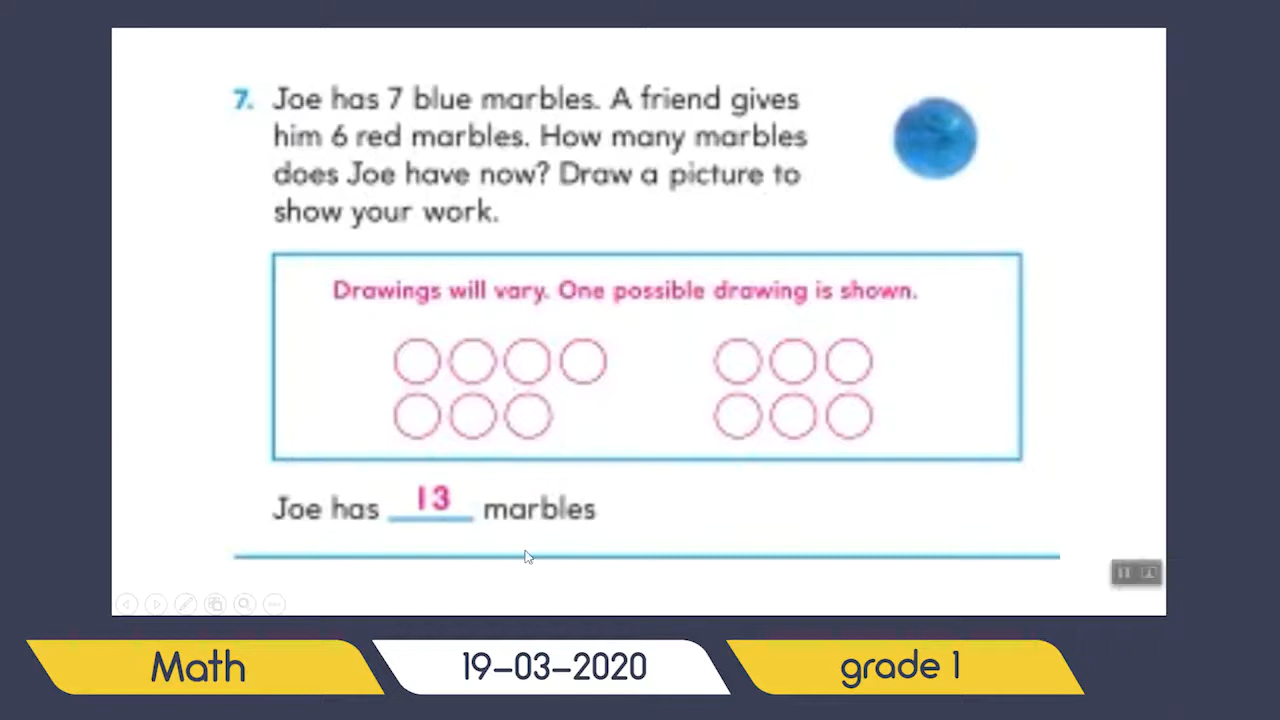 7. Joe has 7 blue marbles. A friend gives
him 6 red marbles. How many marbles
does Joe have now? Draw a picture to
show your work.
Drawings will vary. One possible drawing is shown.
Joe has 13 marbles
Math
19-03-2020
grade 1